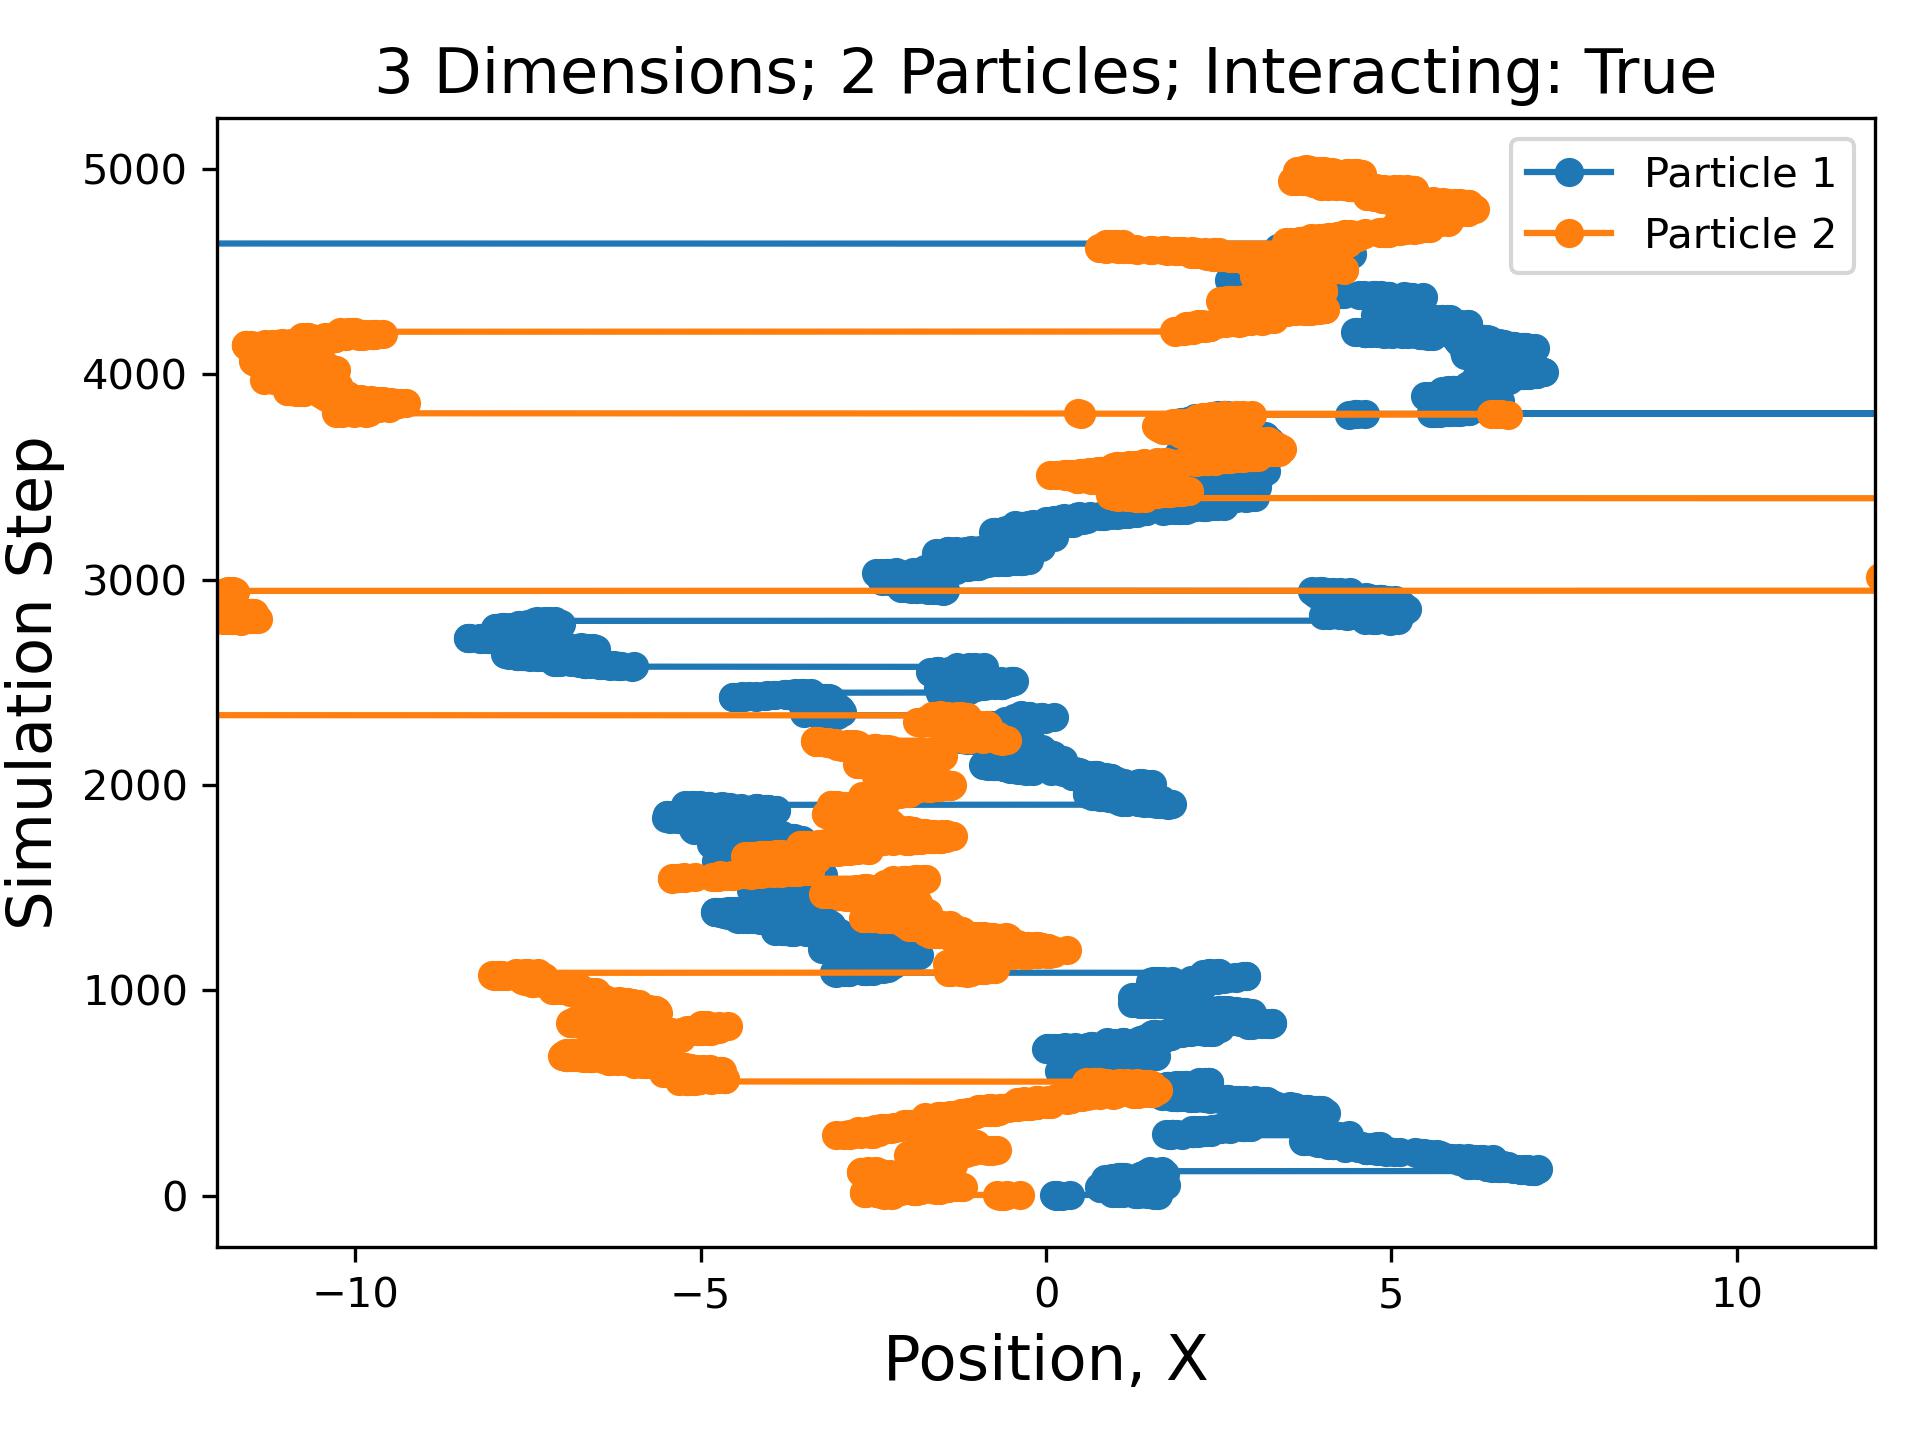 3 Dimensions; 2 Particles; Interacting: True
Particle 1
Particle 2
Simulation Step
5000
4000
3000
2000
1000
0
−10
−5
0
5
10
Position, X